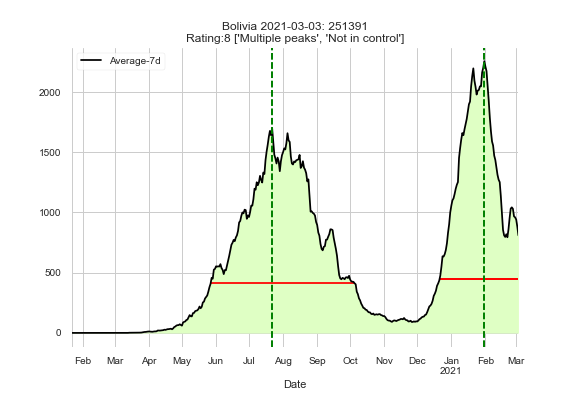 Bolivia 2021-03-03: 251391
Rating:8 ['Multiple peaks', 'Not in control']
Average-7d
2000
1500
1000
500
0
Feb Mar Apr May Jun Jul Aug Sep Oct Nov Dec Jan Feb Mar
2021
Date